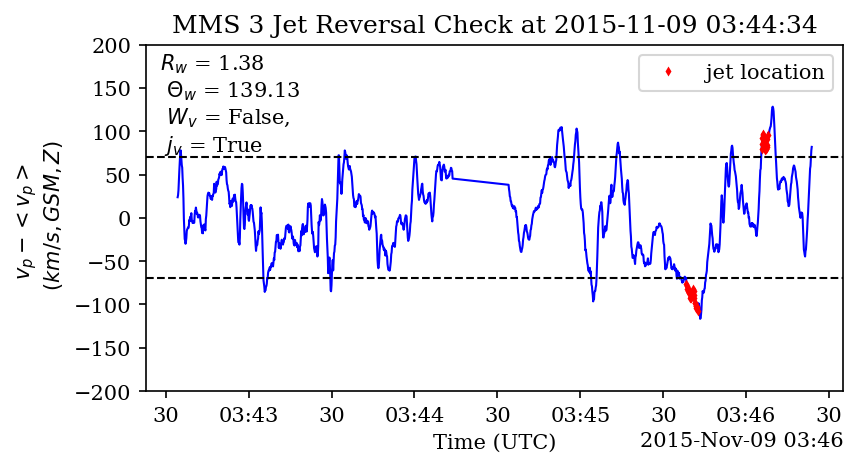 MMS 3 Jet Reversal Check at 2015-11-09 03:44:34
R_w = 1.38
Θ_w = 139.13
W_v = False,
j_v = True
jet location
v_p − < v_p >
(km/s, GSM, Z)
200
150
100
50
0
−50
−100
−150
−200
30 03:43 30 03:44 30 03:45 30 03:46 30
Time (UTC)
2015-Nov-09 03:46